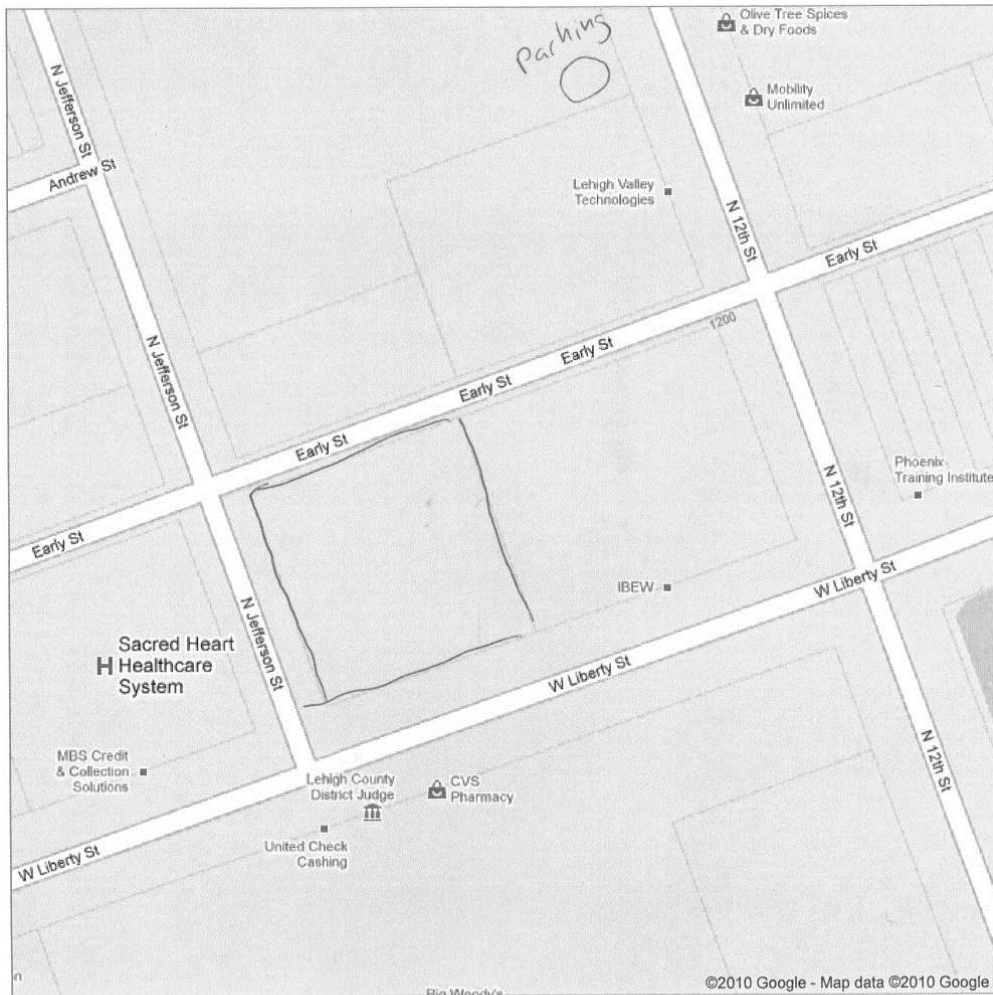 Parking
Olive Tree Spices
& Dry Foods
Mobility
Unlimited
N Jefferson St
Andrew St
Lehigh Valley
Technologies
N 12th St
Early St
1200
N Jefferson St
Early St
Early St
Early St
Phoenix
Training Institute
N 12th St
Early St
IBEW
W Liberty St
N Jefferson St
Sacred Heart
H Healthcare
System
W Liberty St
MBS Credit
& Collection
Solutions
Lehigh County
District Judge
CVS
Pharmacy
N 12th St
United Check
Cashing
W Liberty St
n
©2010 Google - Map data ©2010 Google
Big Woody's